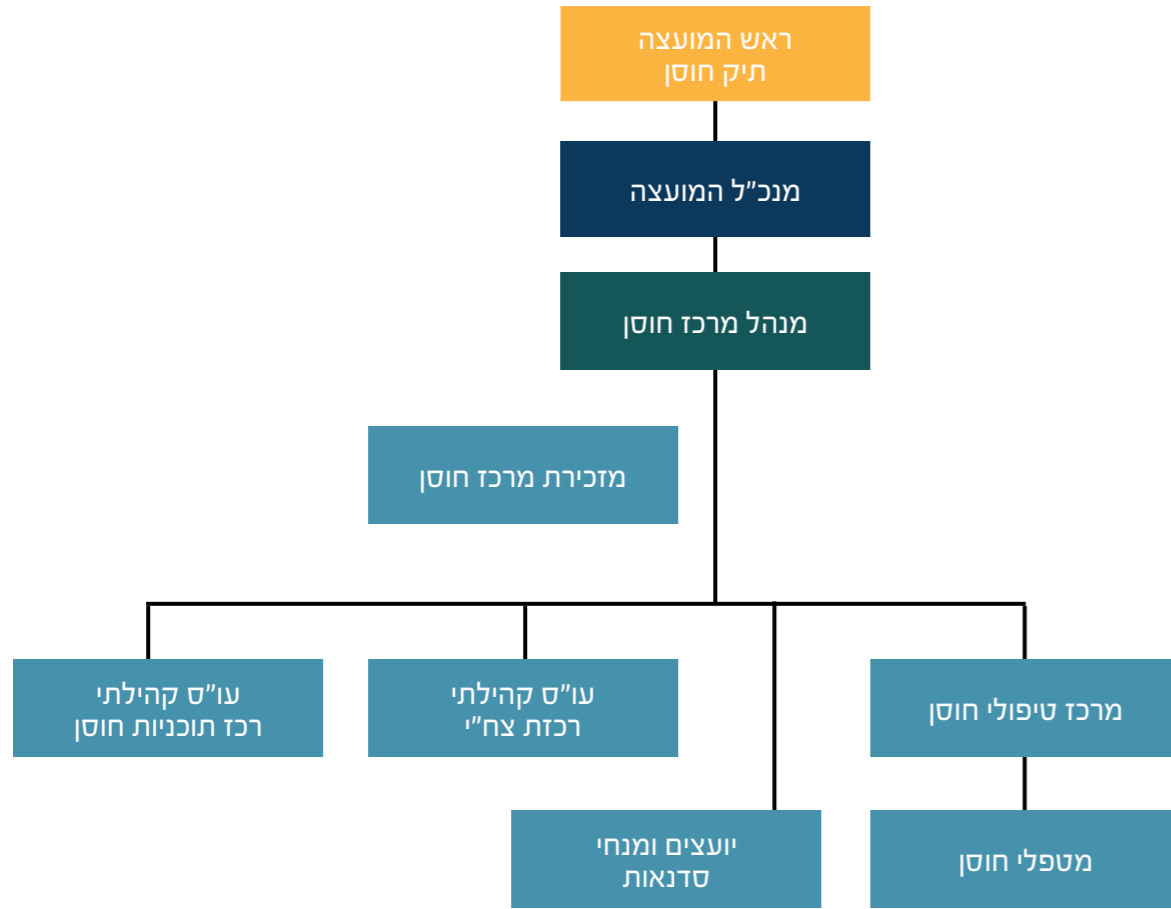 ראש המועצה
תיק חוסן
מנכ"ל המועצה
מנהל מרכז חוסן
מזכירת מרכז חוסן
מרכז טיפולי חוסן
עו"ס קהילתי
רכזת צח"י
עו"ס קהילתי
רכז תוכניות חוסן
מטפלי חוסן
יועצים ומנחי
סדנאות